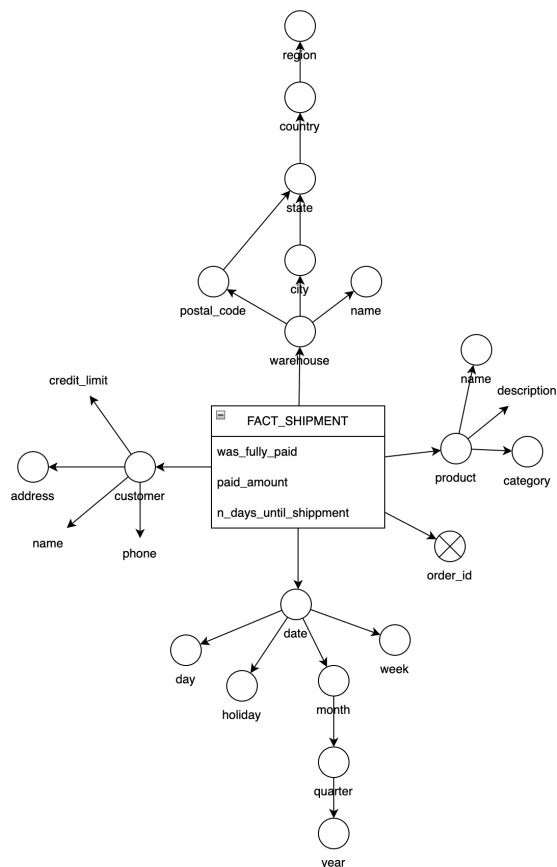 region
country
state
city
postal_code
name
warehouse
name
credit_limit
description
FACT_SHIPMENT
was_fully_paid
paid_amount
n_days_until_shippment
product
category
customer
address
name
phone
order_id
date
day
week
holiday
month
quarter
year